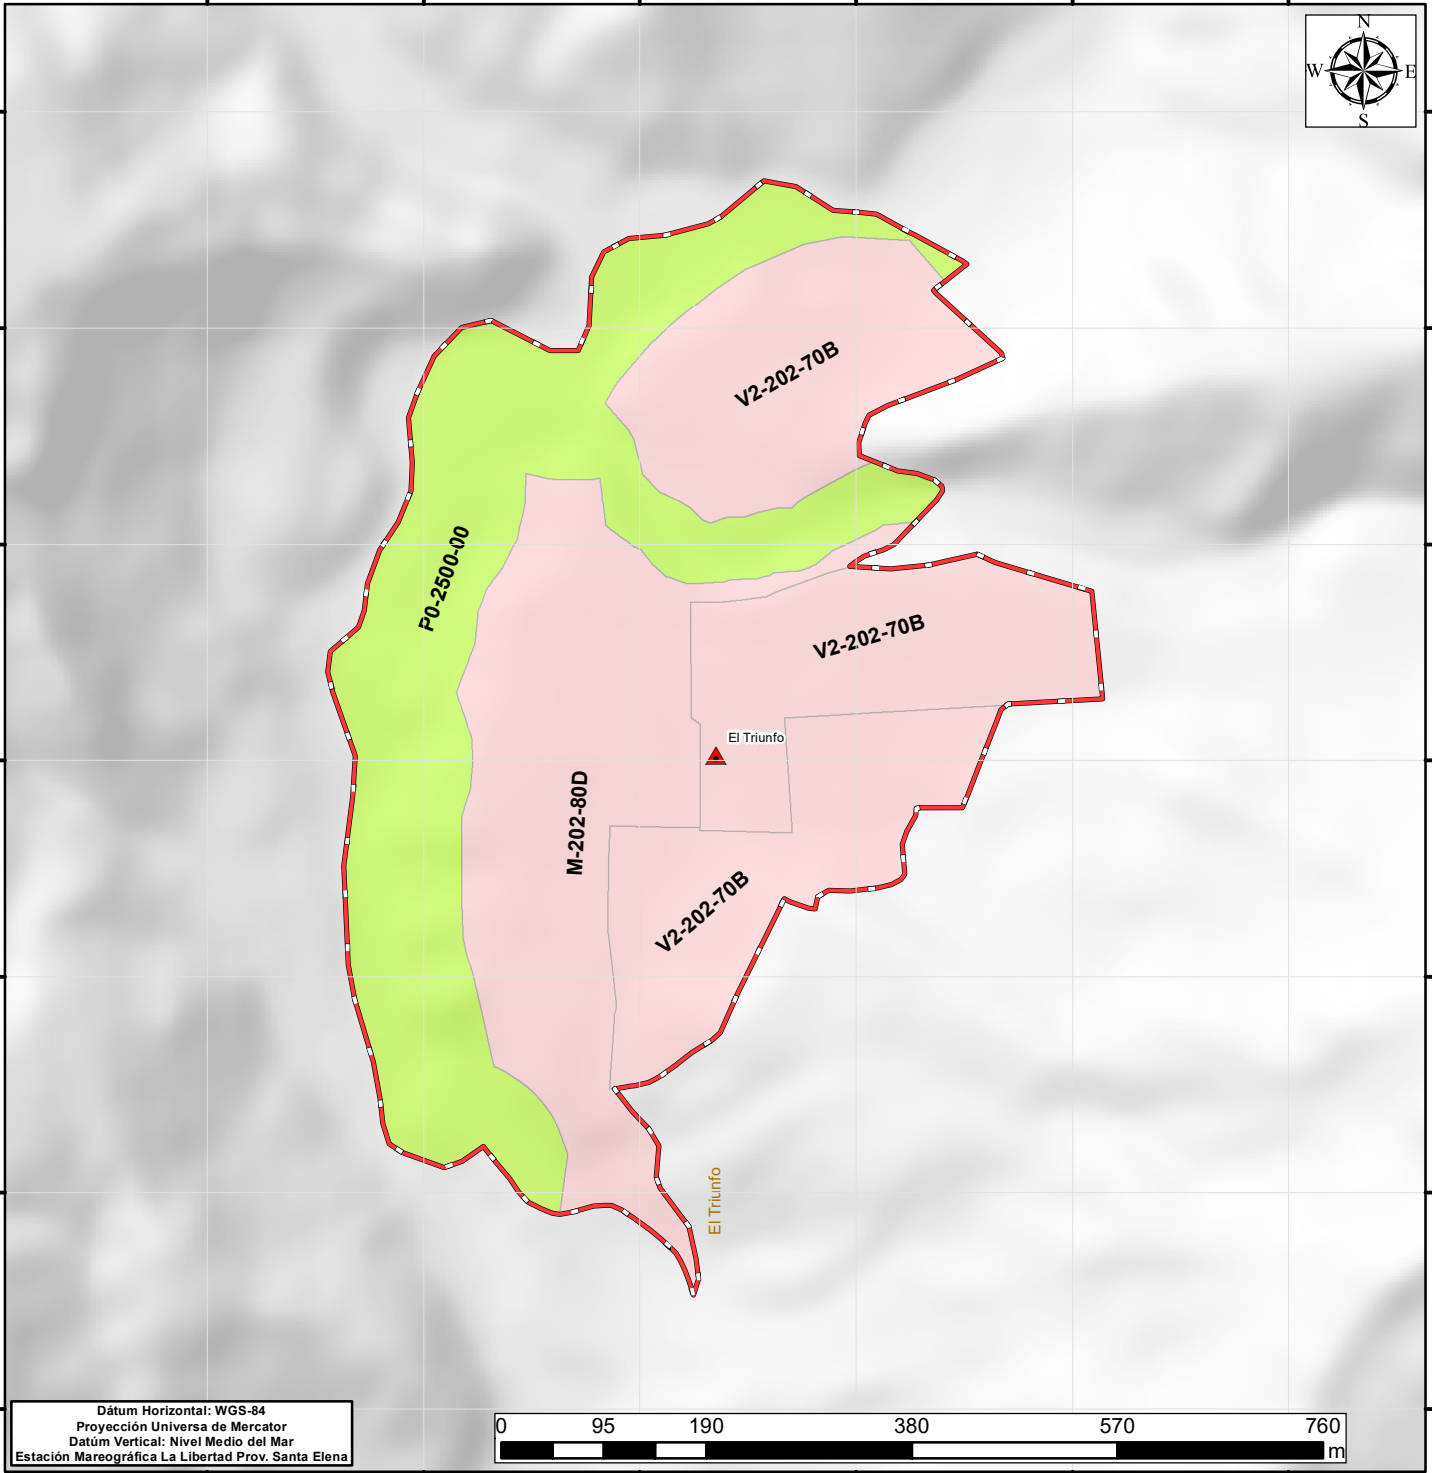 N
W E
S
V2-202-70B
P0-2500-00
V2-202-70B
El Triunfo
M-202-80D
V2-202-70B
El Triunfo
Dátum Horizontal: WGS-84
Proyección Universa de Mercator
Datúm Vertical: Nivel Medio del Mar
Estación Mareográfica La Libertad Prov. Santa Elena
0 95 190 380 570 760
m